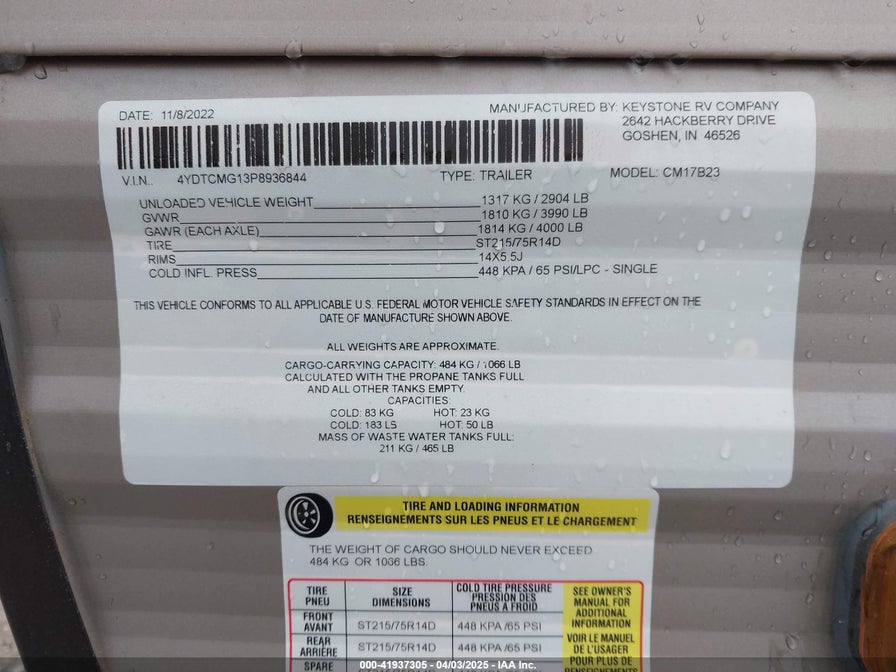 DATE: 11/8/2022
MANUFACTURED BY: KEYSTONE RV COMPANY
2642 HACKBERRY DRIVE
GOSHEN, IN 46526
V.I.N.. 4YDTCMG13P8936844 TYPE: TRAILER MODEL: CM17B23
UNLOADED VEHICLE WEIGHT 1317 KG / 2904 LB
GVWR 1810 KG / 3990 LB
GAWR (EACH AXLE) 1814 KG / 4000 LB
TIRE ST215/75R14D
RIMS 14X5.5J
COLD INFL. PRESS 448 KPA / 65 PSI/LPC - SINGLE
THIS VEHICLE CONFORMS TO ALL APPLICABLE U.S. FEDERAL MOTOR VEHICLE SAFETY STANDARDS IN EFFECT ON THE
DATE OF MANUFACTURE SHOWN ABOVE.
ALL WEIGHTS ARE APPROXIMATE.
CARGO-CARRYING CAPACITY: 484 KG / 1066 LB
CALCULATED WITH THE PROPANE TANKS FULL
AND ALL OTHER TANKS EMPTY.
CAPACITIES:
COLD: 83 KG HOT: 23 KG
COLD: 183 LS HOT: 50 LB
MASS OF WASTE WATER TANKS FULL:
211 KG / 465 LB
TIRE AND LOADING INFORMATION
RENSEIGNEMENTS SUR LES PNEUS ET LE CHARGEMENT
THE WEIGHT OF CARGO SHOULD NEVER EXCEED
484 KG OR 1066 LBS.
TIRE
PNEU
SIZE
DIMENSIONS
COLD TIRE PRESSURE
PRESSION DES
PNEUS A FROID
SEE OWNER'S
MANUAL FOR
ADDITIONAL
INFORMATION
VOIR LE MANUEL
DE L'USAGER
POUR PLUS DE
FRONT
AVANT
ST215/75R14D
448 KPA /65 PSI
REAR
ARRIÈRE
ST215/75R14D
448 KPA / 65 PSI
SPARE
000-41937305 - 04/03/2025 - IAA Inc.